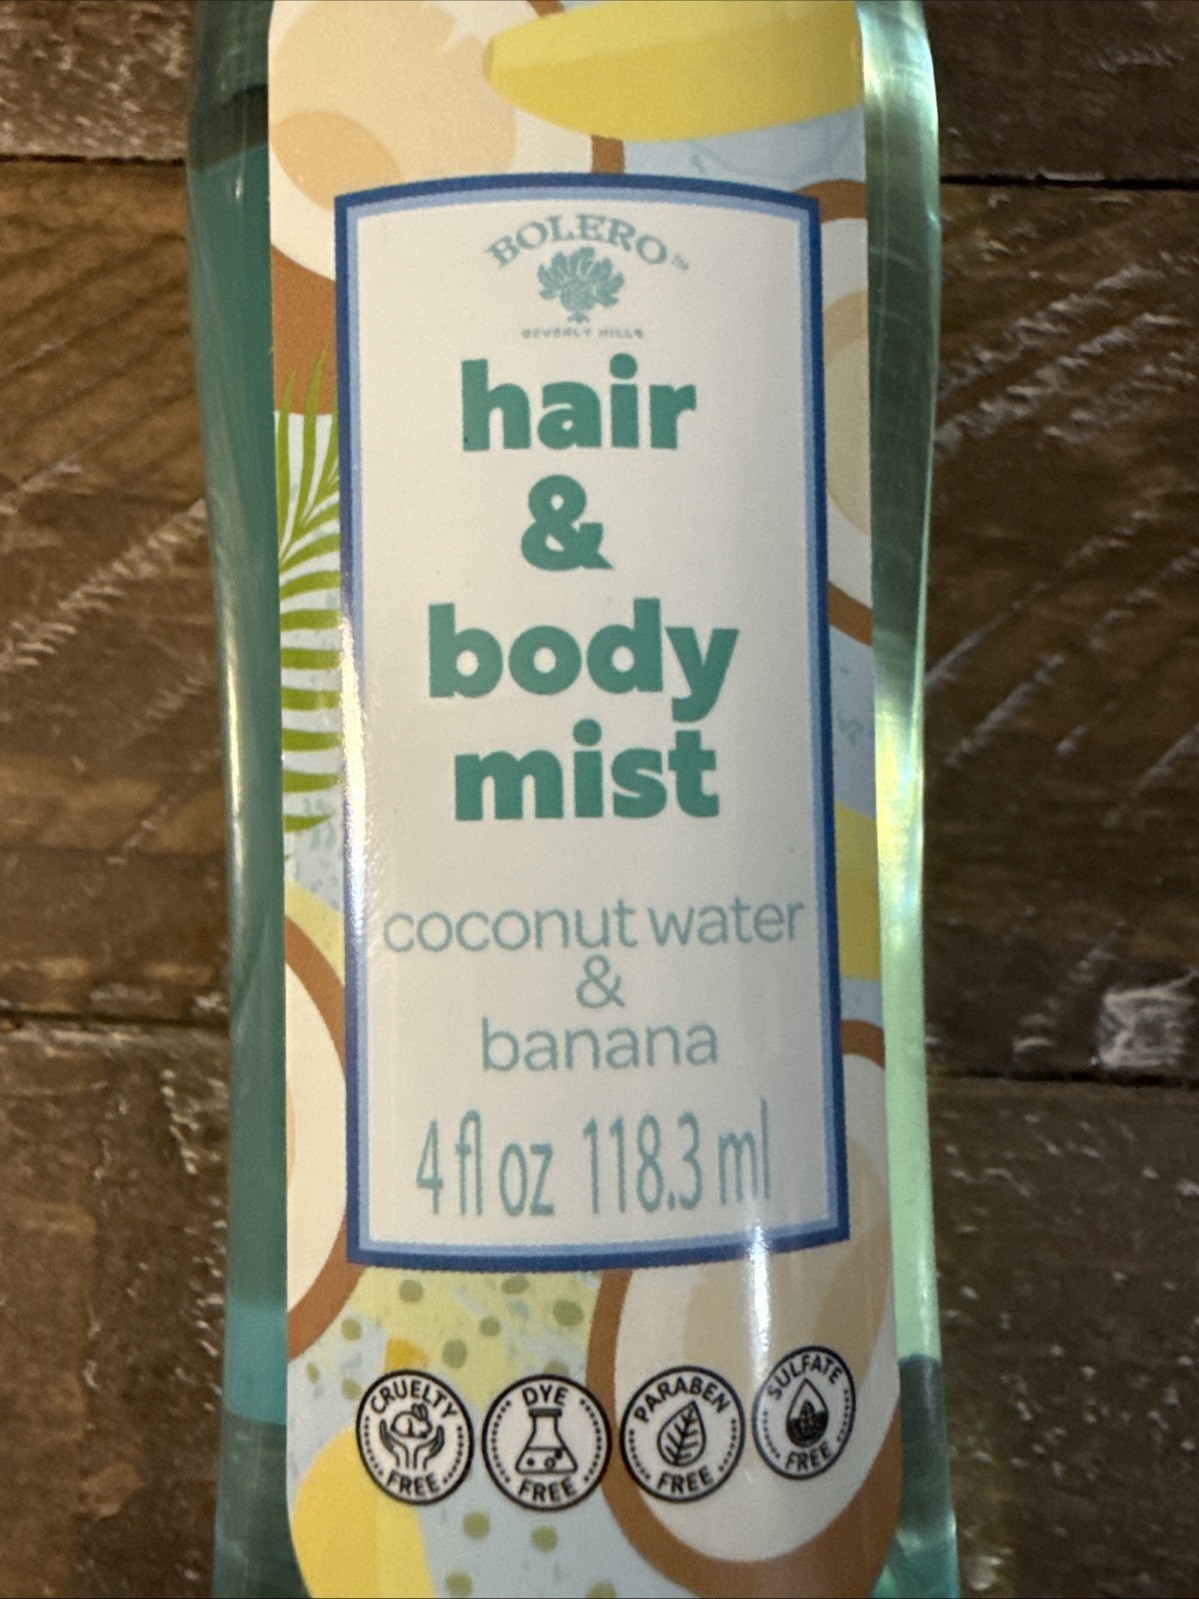 BOLERO™
BEVERLY HILLS
hair
&
body
mist
coconut water
&
banana
4 fl oz 118.3 ml
CRUELTY
FREE
DYE
FREE
PARABEN
FREE
SULFATE
FREE